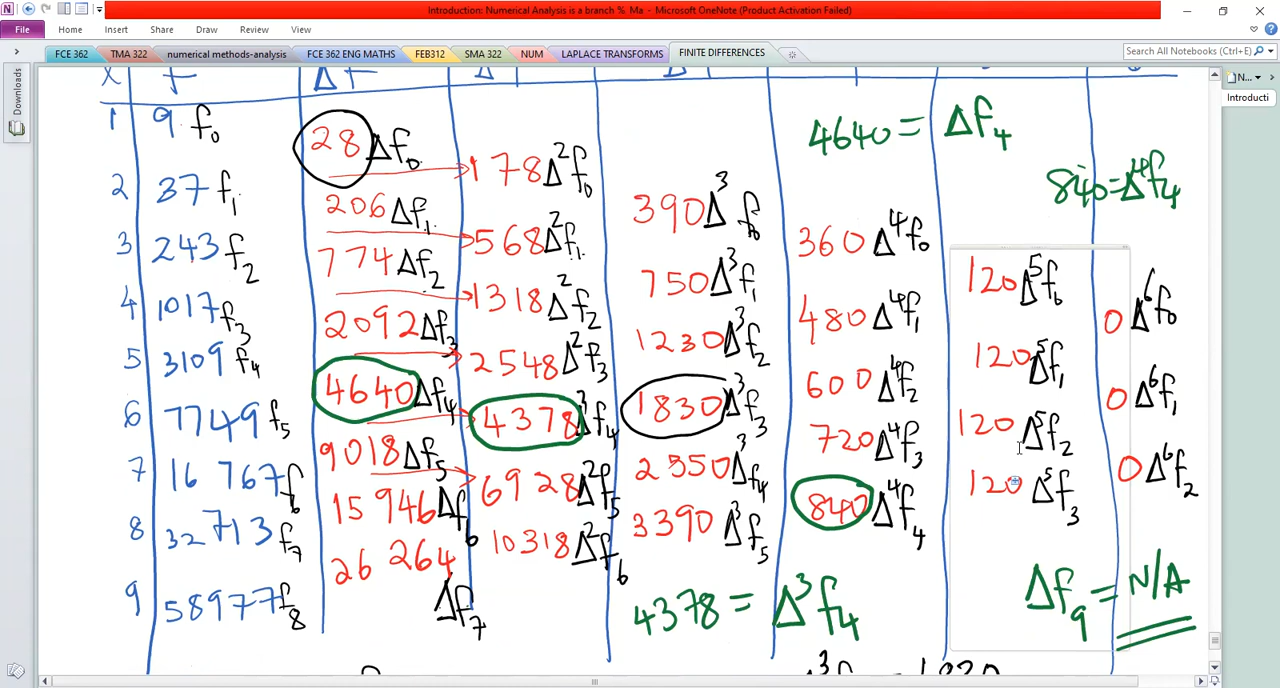 Introduction: Numerical Analysis is a branch %. Ma - Microsoft OneNote (Product Activation Failed)
File Home Insert Share Draw Review View
FCE 362 TMA 322 numerical methods-analysis FCE 362 ENG MATHS FEB312 SMA 322 NUM LAPLACE TRANSFORMS FINITE DIFFERENCES
Search All Notebooks (Ctrl+E)
Downloads
N...
Introducti
X f Δf Δ Δ
1 9 f₀
28 Δf₀
4640 = Δf₄
178 Δ²f₀
840 = Δ⁴f₄
2 37 f₁
206 Δf₁
390 Δ³f₀
3 243 f₂
568 Δ²f₁
360 Δ⁴f₀
774 Δf₂
750 Δ³f₁
120 Δ⁵f₀
4 1017 f₃
1318 Δ²f₂
480 Δ⁴f₁
0 Δ⁶f₀
2092 Δf₃
1230 Δ³f₂
5 3109 f₄
2548 Δ²f₃
120 Δ⁵f₁
4640 Δf₄
600 Δ⁴f₂
0 Δ⁶f₁
6 7749 f₅
4378 Δ³f₄
1830 Δ³f₃
120 Δ⁵f₂
9018 Δf₅
720 Δ⁴f₃
7 16 767 f₆
6928 Δ²f₅
2550 Δ³f₄
0 Δ⁶f₂
15 946 Δf₆
840 Δ⁴f₄
120 Δ⁵f₃
8 32 713 f₇
10318 Δ²f₆
3390 Δ³f₅
26 264 Δf₇
9 58977 f₈
4378 = Δ³f₄
Δf₉ = N/A